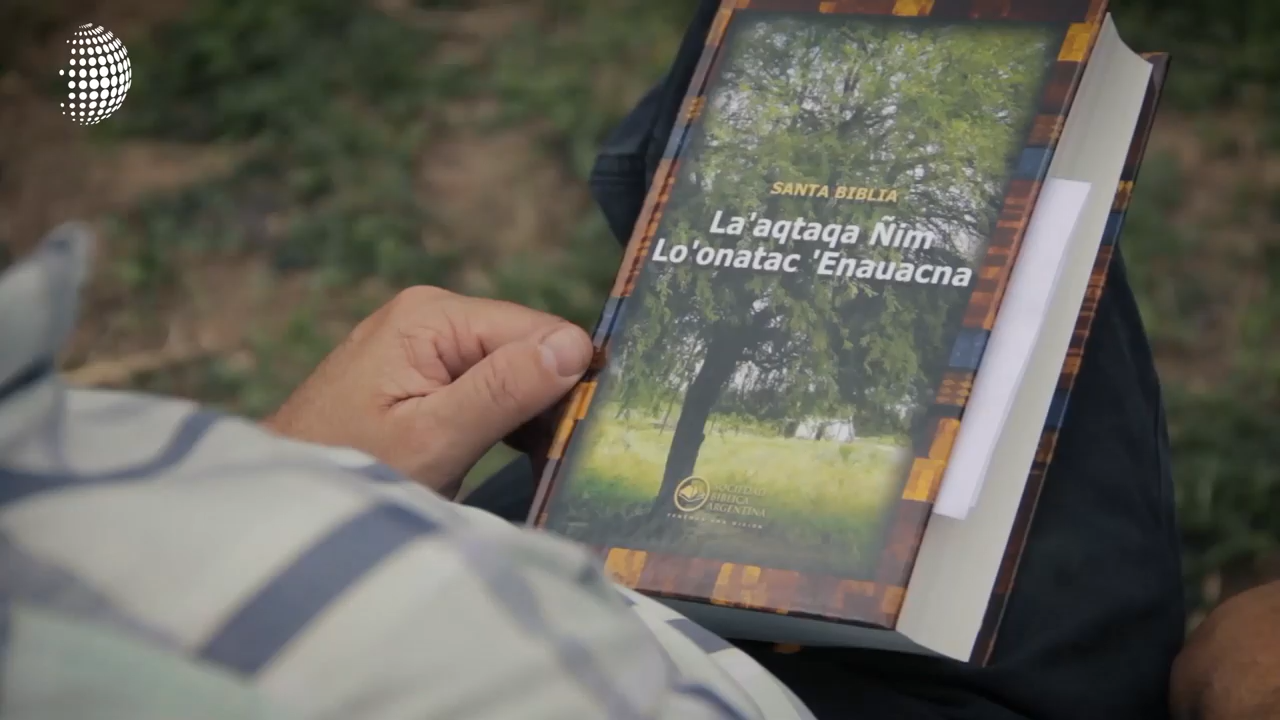 SANTA BIBLIA
La'aqtaqa Ñim
Lo'onatac 'Enauacna
SOCIEDAD
BÍBLICA
ARGENTINA